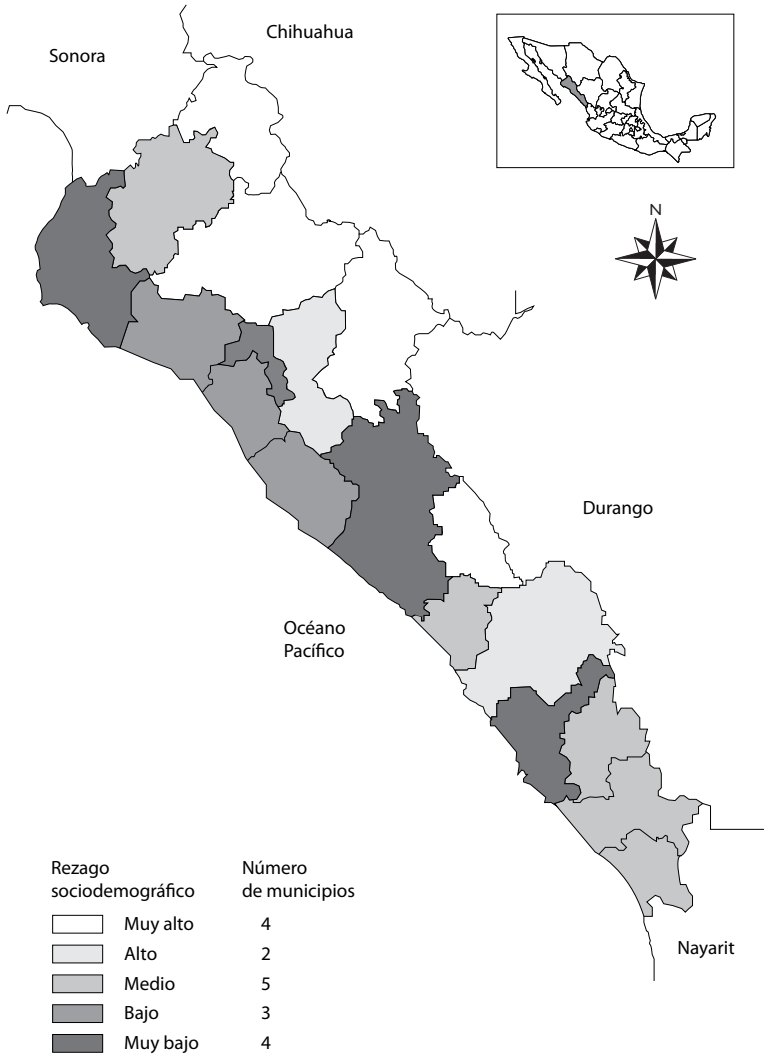 Chihuahua
Sonora
N
Durango
Océano
Pacífico
Rezago
sociodemográfico
Número
de municipios
Muy alto 4
Alto 2
Medio 5
Bajo 3
Muy bajo 4
Nayarit